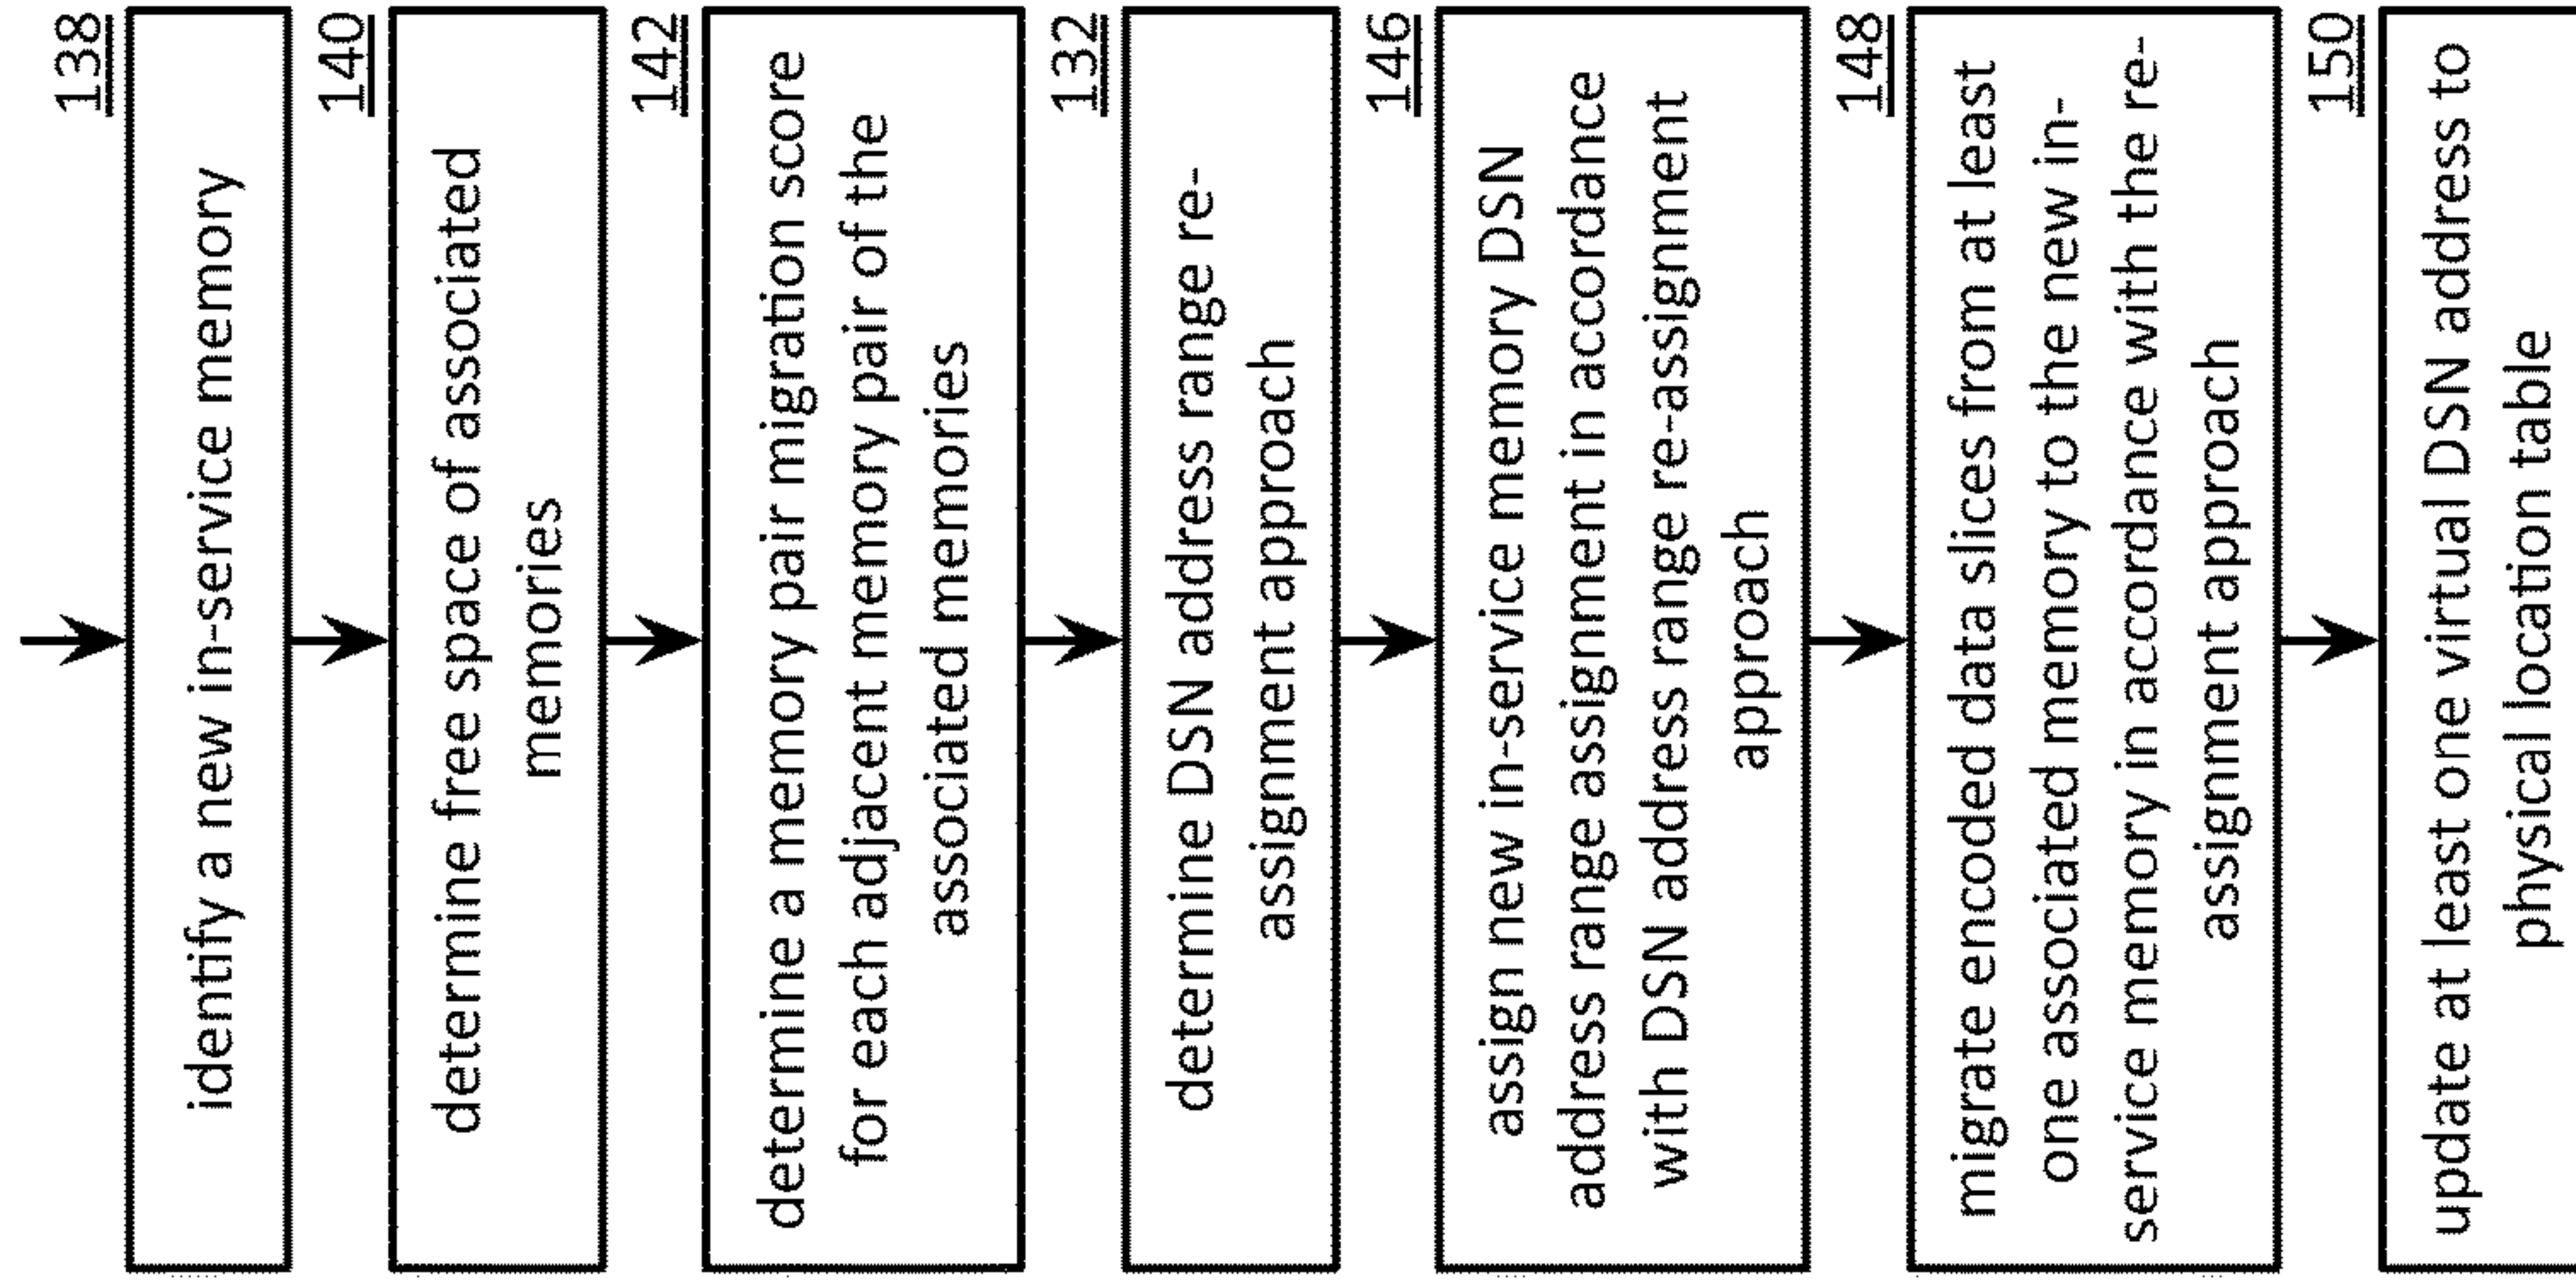 138
identify a new in-service memory
140
determine free space of associated
memories
142
determine a memory pair migration score
for each adjacent memory pair of the
associated memories
132
determine DSN address range re-
assignment approach
146
assign new in-service memory DSN
address range assignment in accordance
with DSN address range re-assignment
approach
148
migrate encoded data slices from at least
one associated memory to the new in-
service memory in accordance with the re-
assignment approach
150
update at least one virtual DSN address to
physical location table